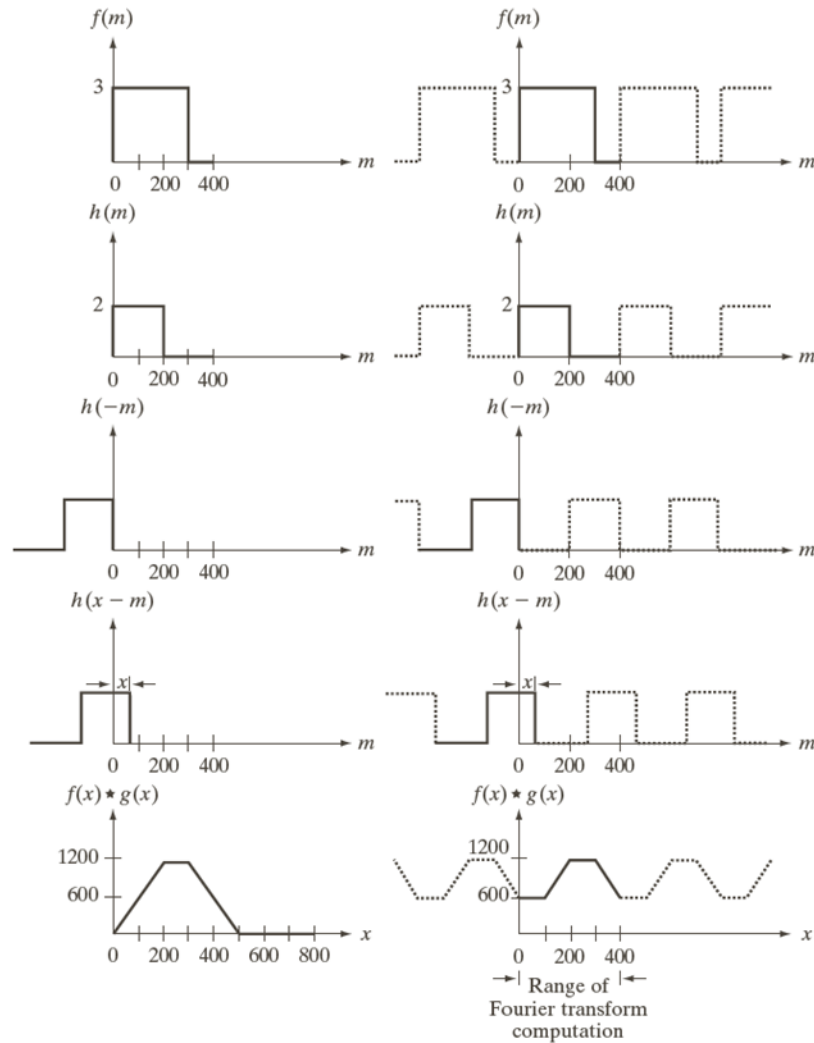 f(m) f(m)
3 3
m m
0 200 400 0 200 400
h(m) h(m)
2 2
m m
0 200 400 0 200 400
h(−m) h(−m)
m m
0 200 400 0 200 400
h(x − m) h(x − m)
x x
m m
0 200 400 0 200 400
f(x) ★ g(x) f(x) ★ g(x)
1200 1200
600 600
x x
0 200 400 600 800 0 200 400
Range of
Fourier transform
computation